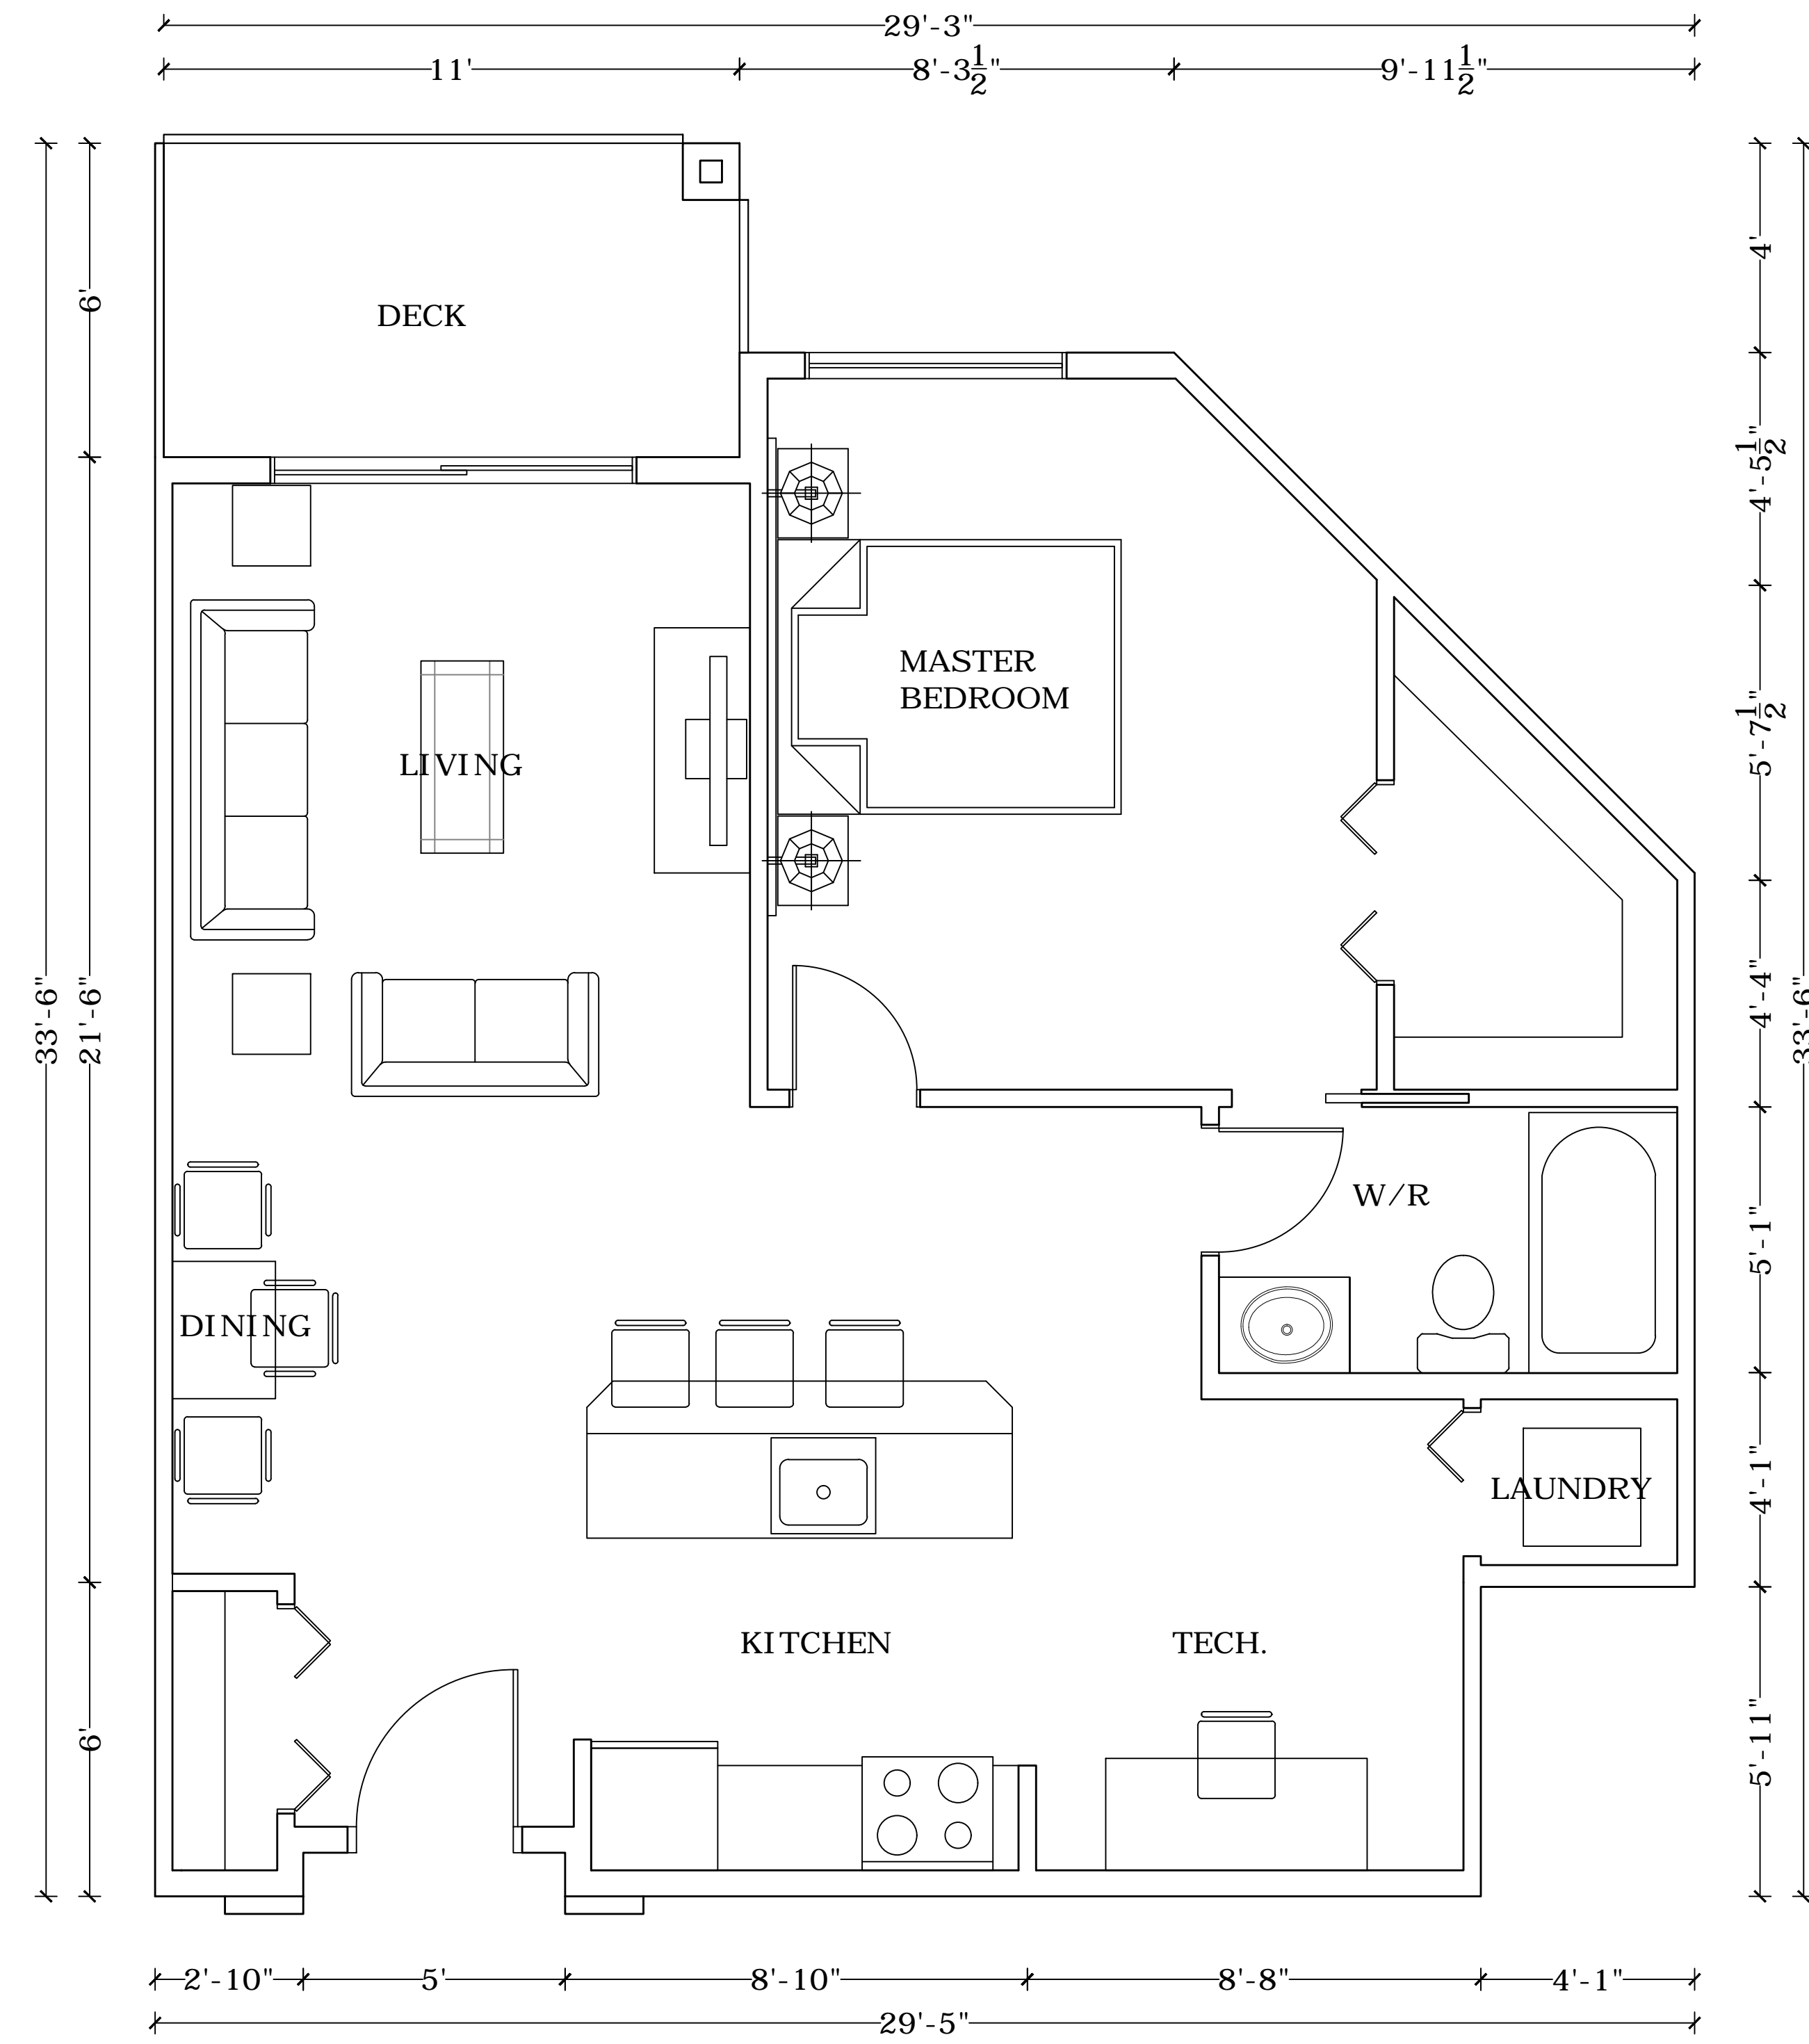 29'-3"
11' 8'-3 1/2" 9'-11 1/2"
4'
6'
DECK
4'-5 1/2"
MASTER
BEDROOM
5'-7 1/2"
LIVING
33'-6" 21'-6" 4'-4" 33'-6"
W/R
5'-1"
DINING
LAUNDRY
4'-1"
KITCHEN TECH.
6' 5'-11"
2'-10" 5' 8'-10" 8'-8" 4'-1"
29'-5"